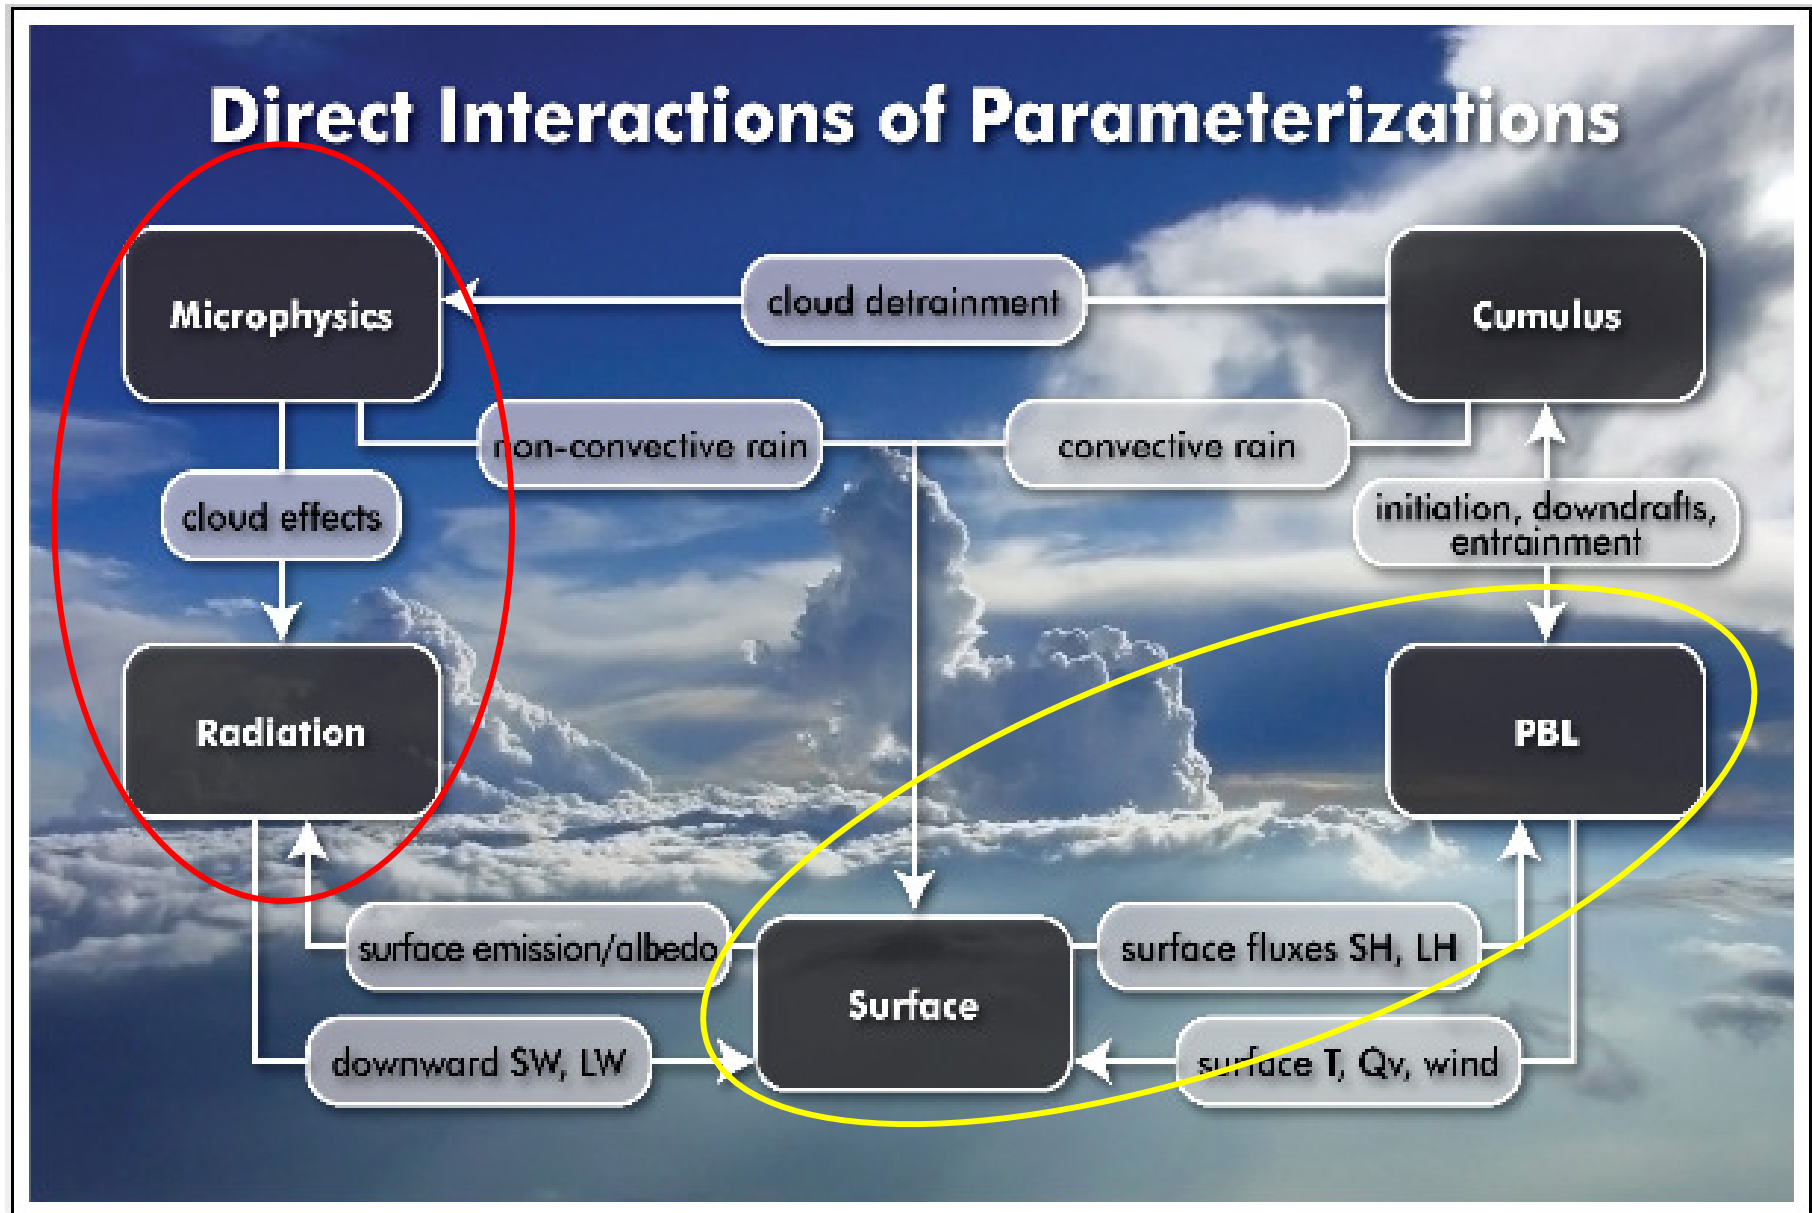 Direct Interactions of Parameterizations
Microphysics
cloud detrainment
Cumulus
non-convective rain
convective rain
cloud effects
initiation, downdrafts,
entrainment
Radiation
PBL
surface emission/albedo
surface fluxes SH, LH
Surface
downward SW, LW
surface T, Qv, wind